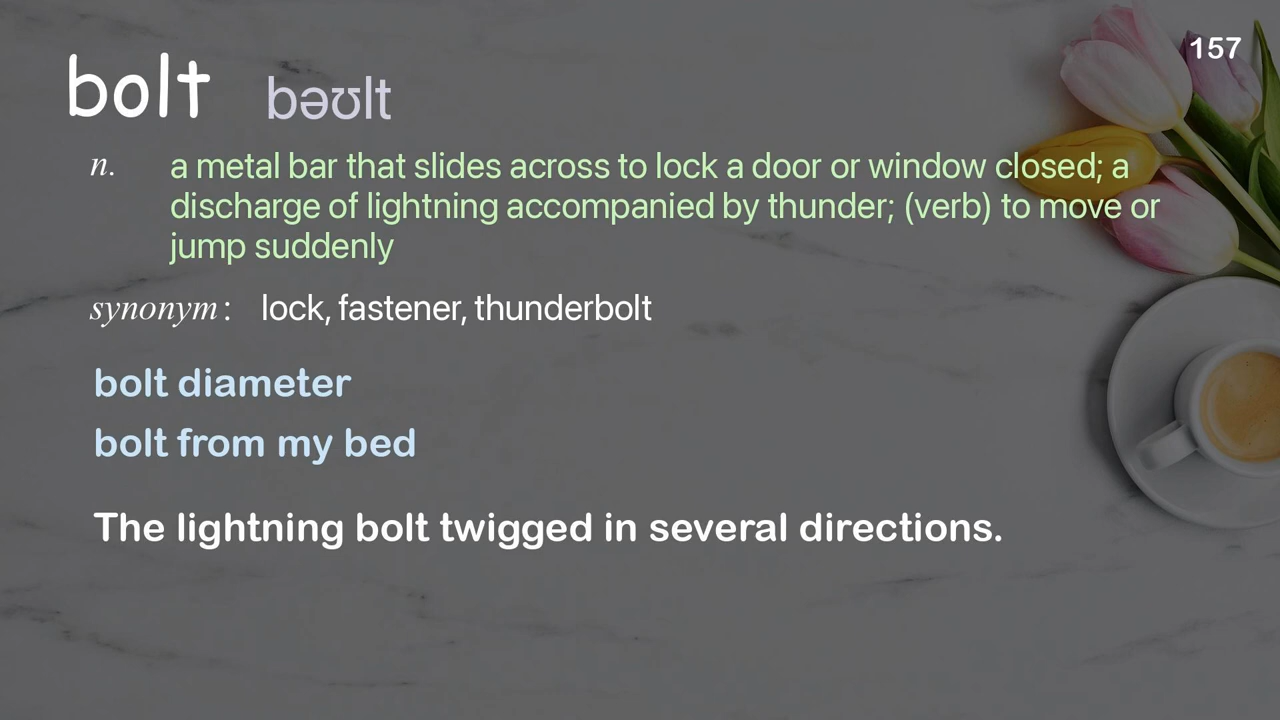 157
bolt bəʊlt
n. a metal bar that slides across to lock a door or window closed; a
discharge of lightning accompanied by thunder; (verb) to move or
jump suddenly
synonym: lock, fastener, thunderbolt
bolt diameter
bolt from my bed
The lightning bolt twigged in several directions.